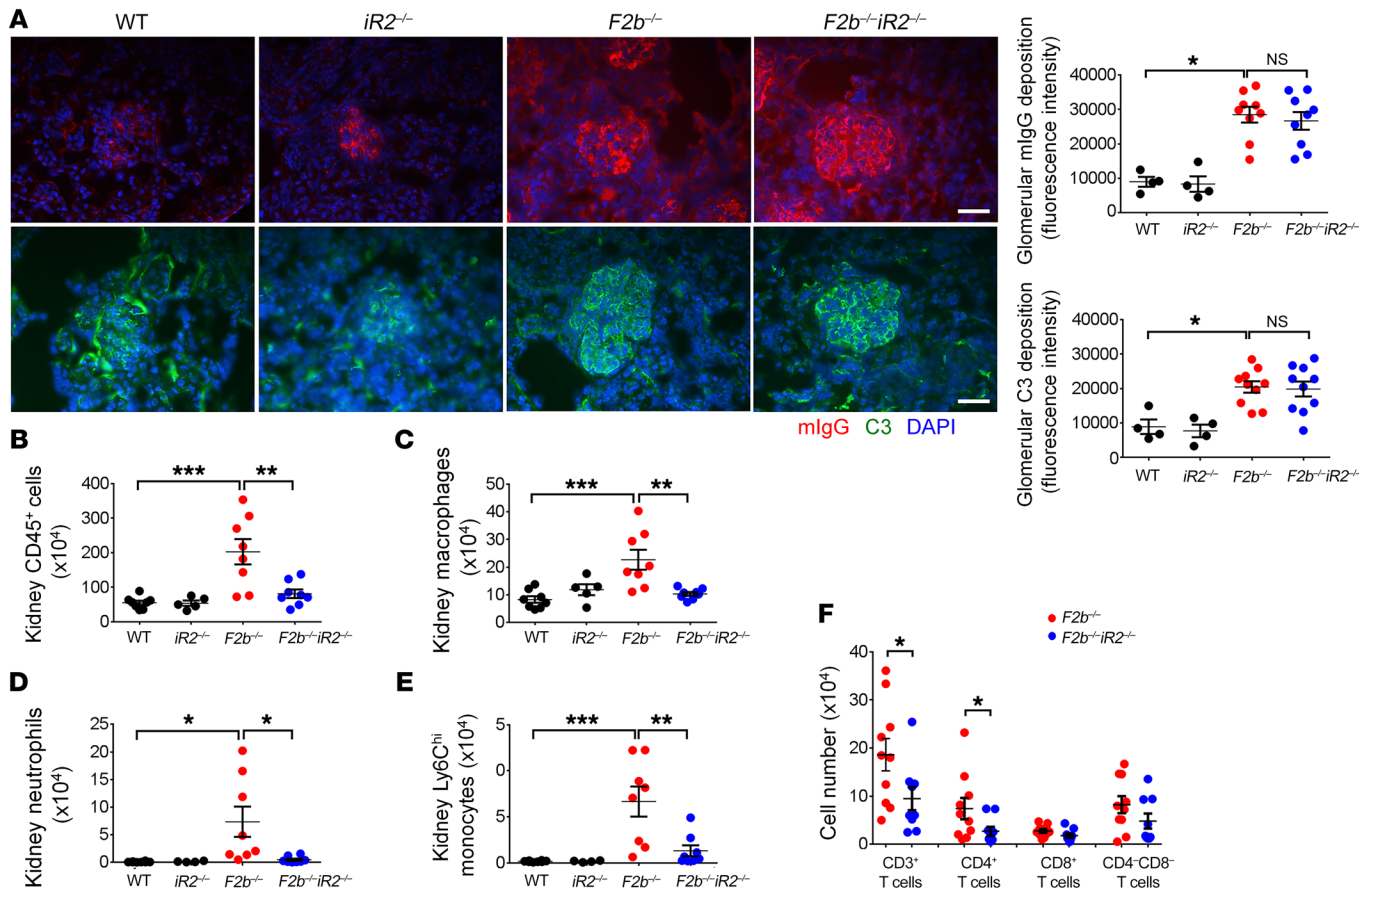 A
WT
iR2–/–
F2b–/–
F2b–/–iR2–/–
mIgG C3 DAPI
Glomerular mIgG deposition
(fluorescence intensity)
40000
30000
20000
10000
0
*
NS
WT
iR2–/–
F2b–/–
F2b–/–iR2–/–
Glomerular C3 deposition
(fluorescence intensity)
40000
30000
20000
10000
0
*
NS
WT
iR2–/–
F2b–/–
F2b–/–iR2–/–
B
Kidney CD45+ cells
(x104)
400
300
200
100
0
***
**
WT
iR2–/–
F2b–/–
F2b–/–iR2–/–
C
Kidney macrophages
(x104)
50
40
30
20
10
0
***
**
WT
iR2–/–
F2b–/–
F2b–/–iR2–/–
D
Kidney neutrophils
(x104)
25
20
15
10
5
0
*
*
WT
iR2–/–
F2b–/–
F2b–/–iR2–/–
E
Kidney Ly6Chi
monocytes (x104)
5
0
5
0
***
**
WT
iR2–/–
F2b–/–
F2b–/–iR2–/–
F
F2b–/–
F2b–/–iR2–/–
Cell number (x104)
40
30
20
10
0
*
*
CD3+
T cells
CD4+
T cells
CD8+
T cells
CD4–CD8–
T cells